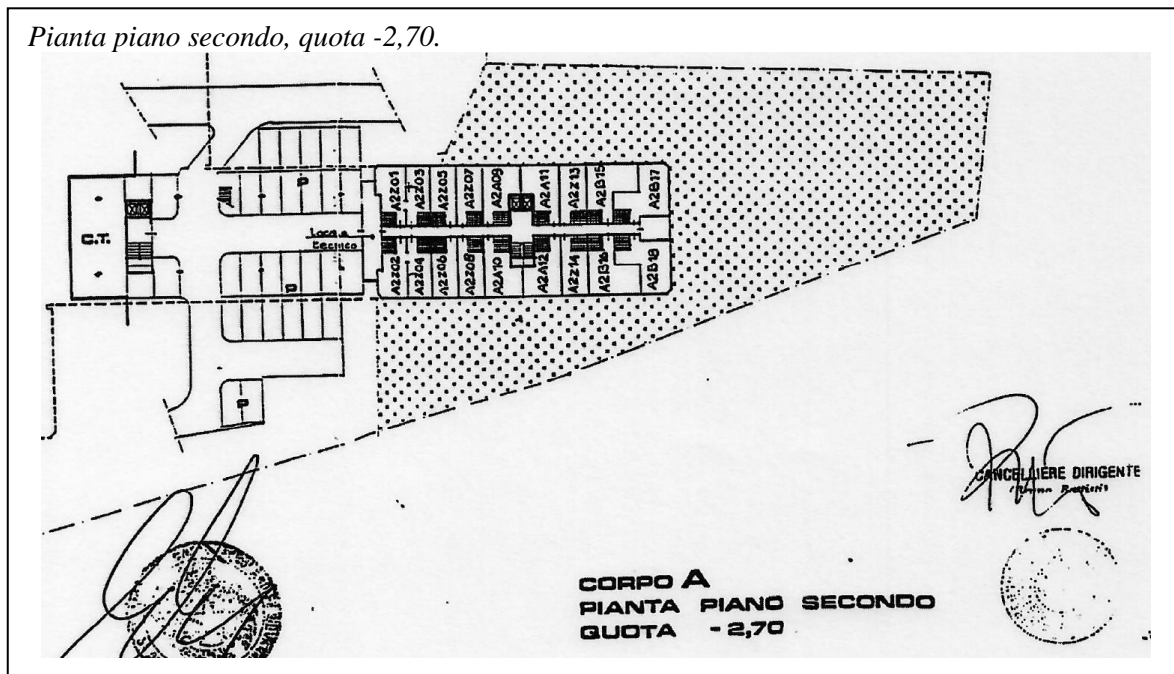 Pianta piano secondo, quota -2,70.
A2Z01
A2Z03
A2Z05
A2Z07
A2A09
A2A11
A2Z13
A2B15
A2B17
C.T.
tecnico
A2Z02
A2Z04
A2Z06
A2Z08
A2A10
A2A12
A2Z14
A2B16
A2B18
CANCELLIERE DIRIGENTE
CORPO A
PIANTA PIANO SECONDO
QUOTA -2,70